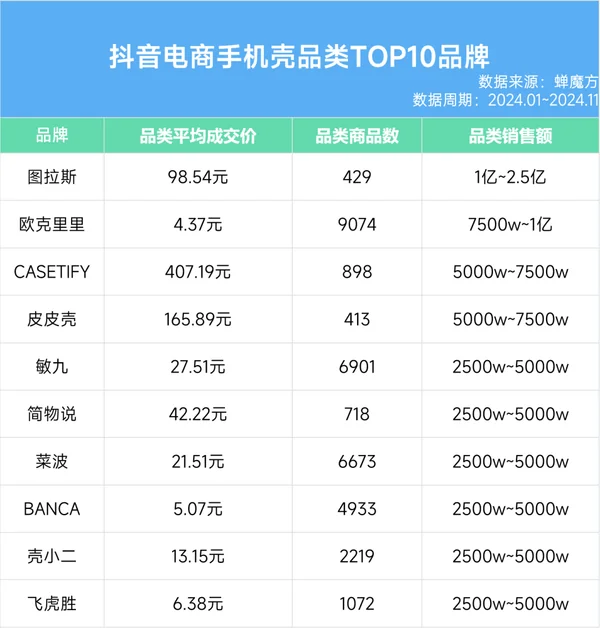 抖音电商手机壳品类TOP10品牌
数据来源：蝉魔方
数据周期：2024.01~2024.11
品牌 品类平均成交价 品类商品数 品类销售额
图拉斯 98.54元 429 1亿~2.5亿
欧克里里 4.37元 9074 7500w~1亿
CASETIFY 407.19元 898 5000w~7500w
皮皮壳 165.89元 413 5000w~7500w
敏九 27.51元 6901 2500w~5000w
简物说 42.22元 718 2500w~5000w
菜波 21.51元 6673 2500w~5000w
BANCA 5.07元 4933 2500w~5000w
壳小二 13.15元 2219 2500w~5000w
飞虎胜 6.38元 1072 2500w~5000w